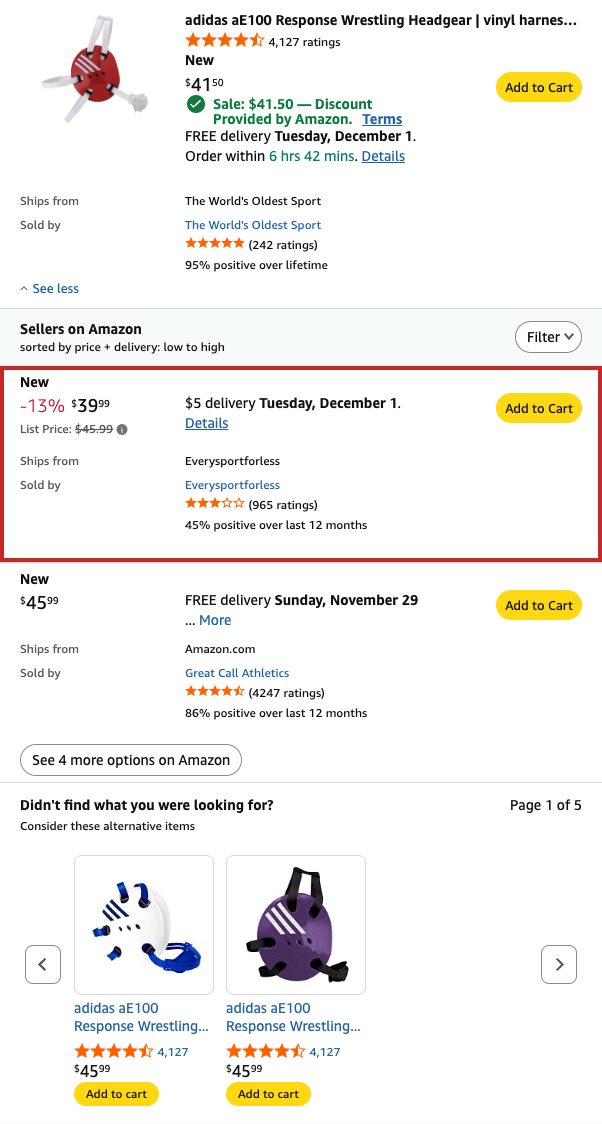 adidas aE100 Response Wrestling Headgear | vinyl harnes...
4,127 ratings
New
$41 50
Add to Cart
Sale: $41.50 — Discount
Provided by Amazon. Terms
FREE delivery Tuesday, December 1.
Order within 6 hrs 42 mins. Details
Ships from The World's Oldest Sport
Sold by The World's Oldest Sport
(242 ratings)
95% positive over lifetime
See less
Sellers on Amazon
sorted by price + delivery: low to high
Filter
New
-13% $39 99
List Price: $45.99
$5 delivery Tuesday, December 1.
Details
Add to Cart
Ships from Everysportforless
Sold by Everysportforless
(965 ratings)
45% positive over last 12 months
New
$45 99
FREE delivery Sunday, November 29
... More
Add to Cart
Ships from Amazon.com
Sold by Great Call Athletics
(4247 ratings)
86% positive over last 12 months
See 4 more options on Amazon
Didn't find what you were looking for? Page 1 of 5
Consider these alternative items
adidas aE100
Response Wrestling...
4,127
$45 99
Add to cart
adidas aE100
Response Wrestling...
4,127
$45 99
Add to cart